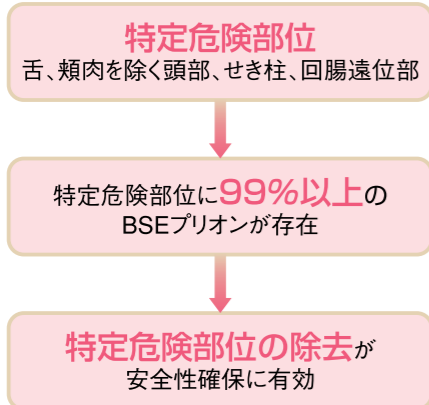 特定危険部位
舌、頬肉を除く頭部、せき柱、回腸遠位部
特定危険部位に99%以上の
BSEプリオンが存在
特定危険部位の除去が
安全性確保に有効